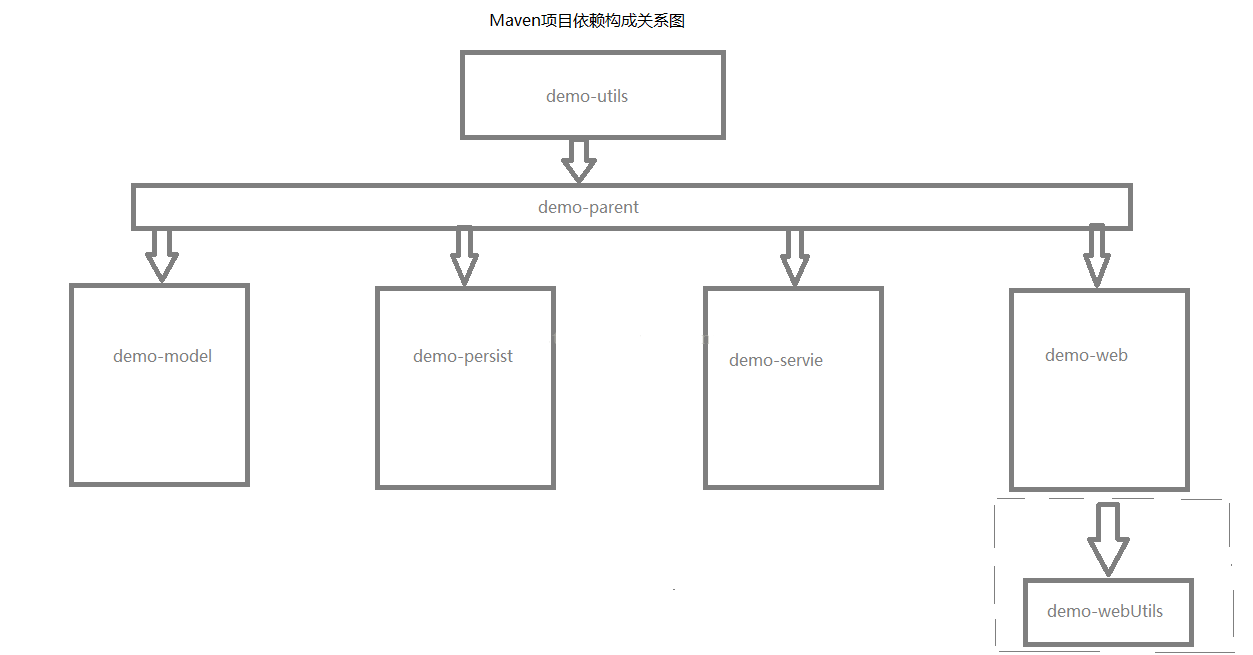 Maven项目依赖构成关系图
demo-utils
demo-parent
demo-model
demo-persist
demo-servie
demo-web
demo-webUtils